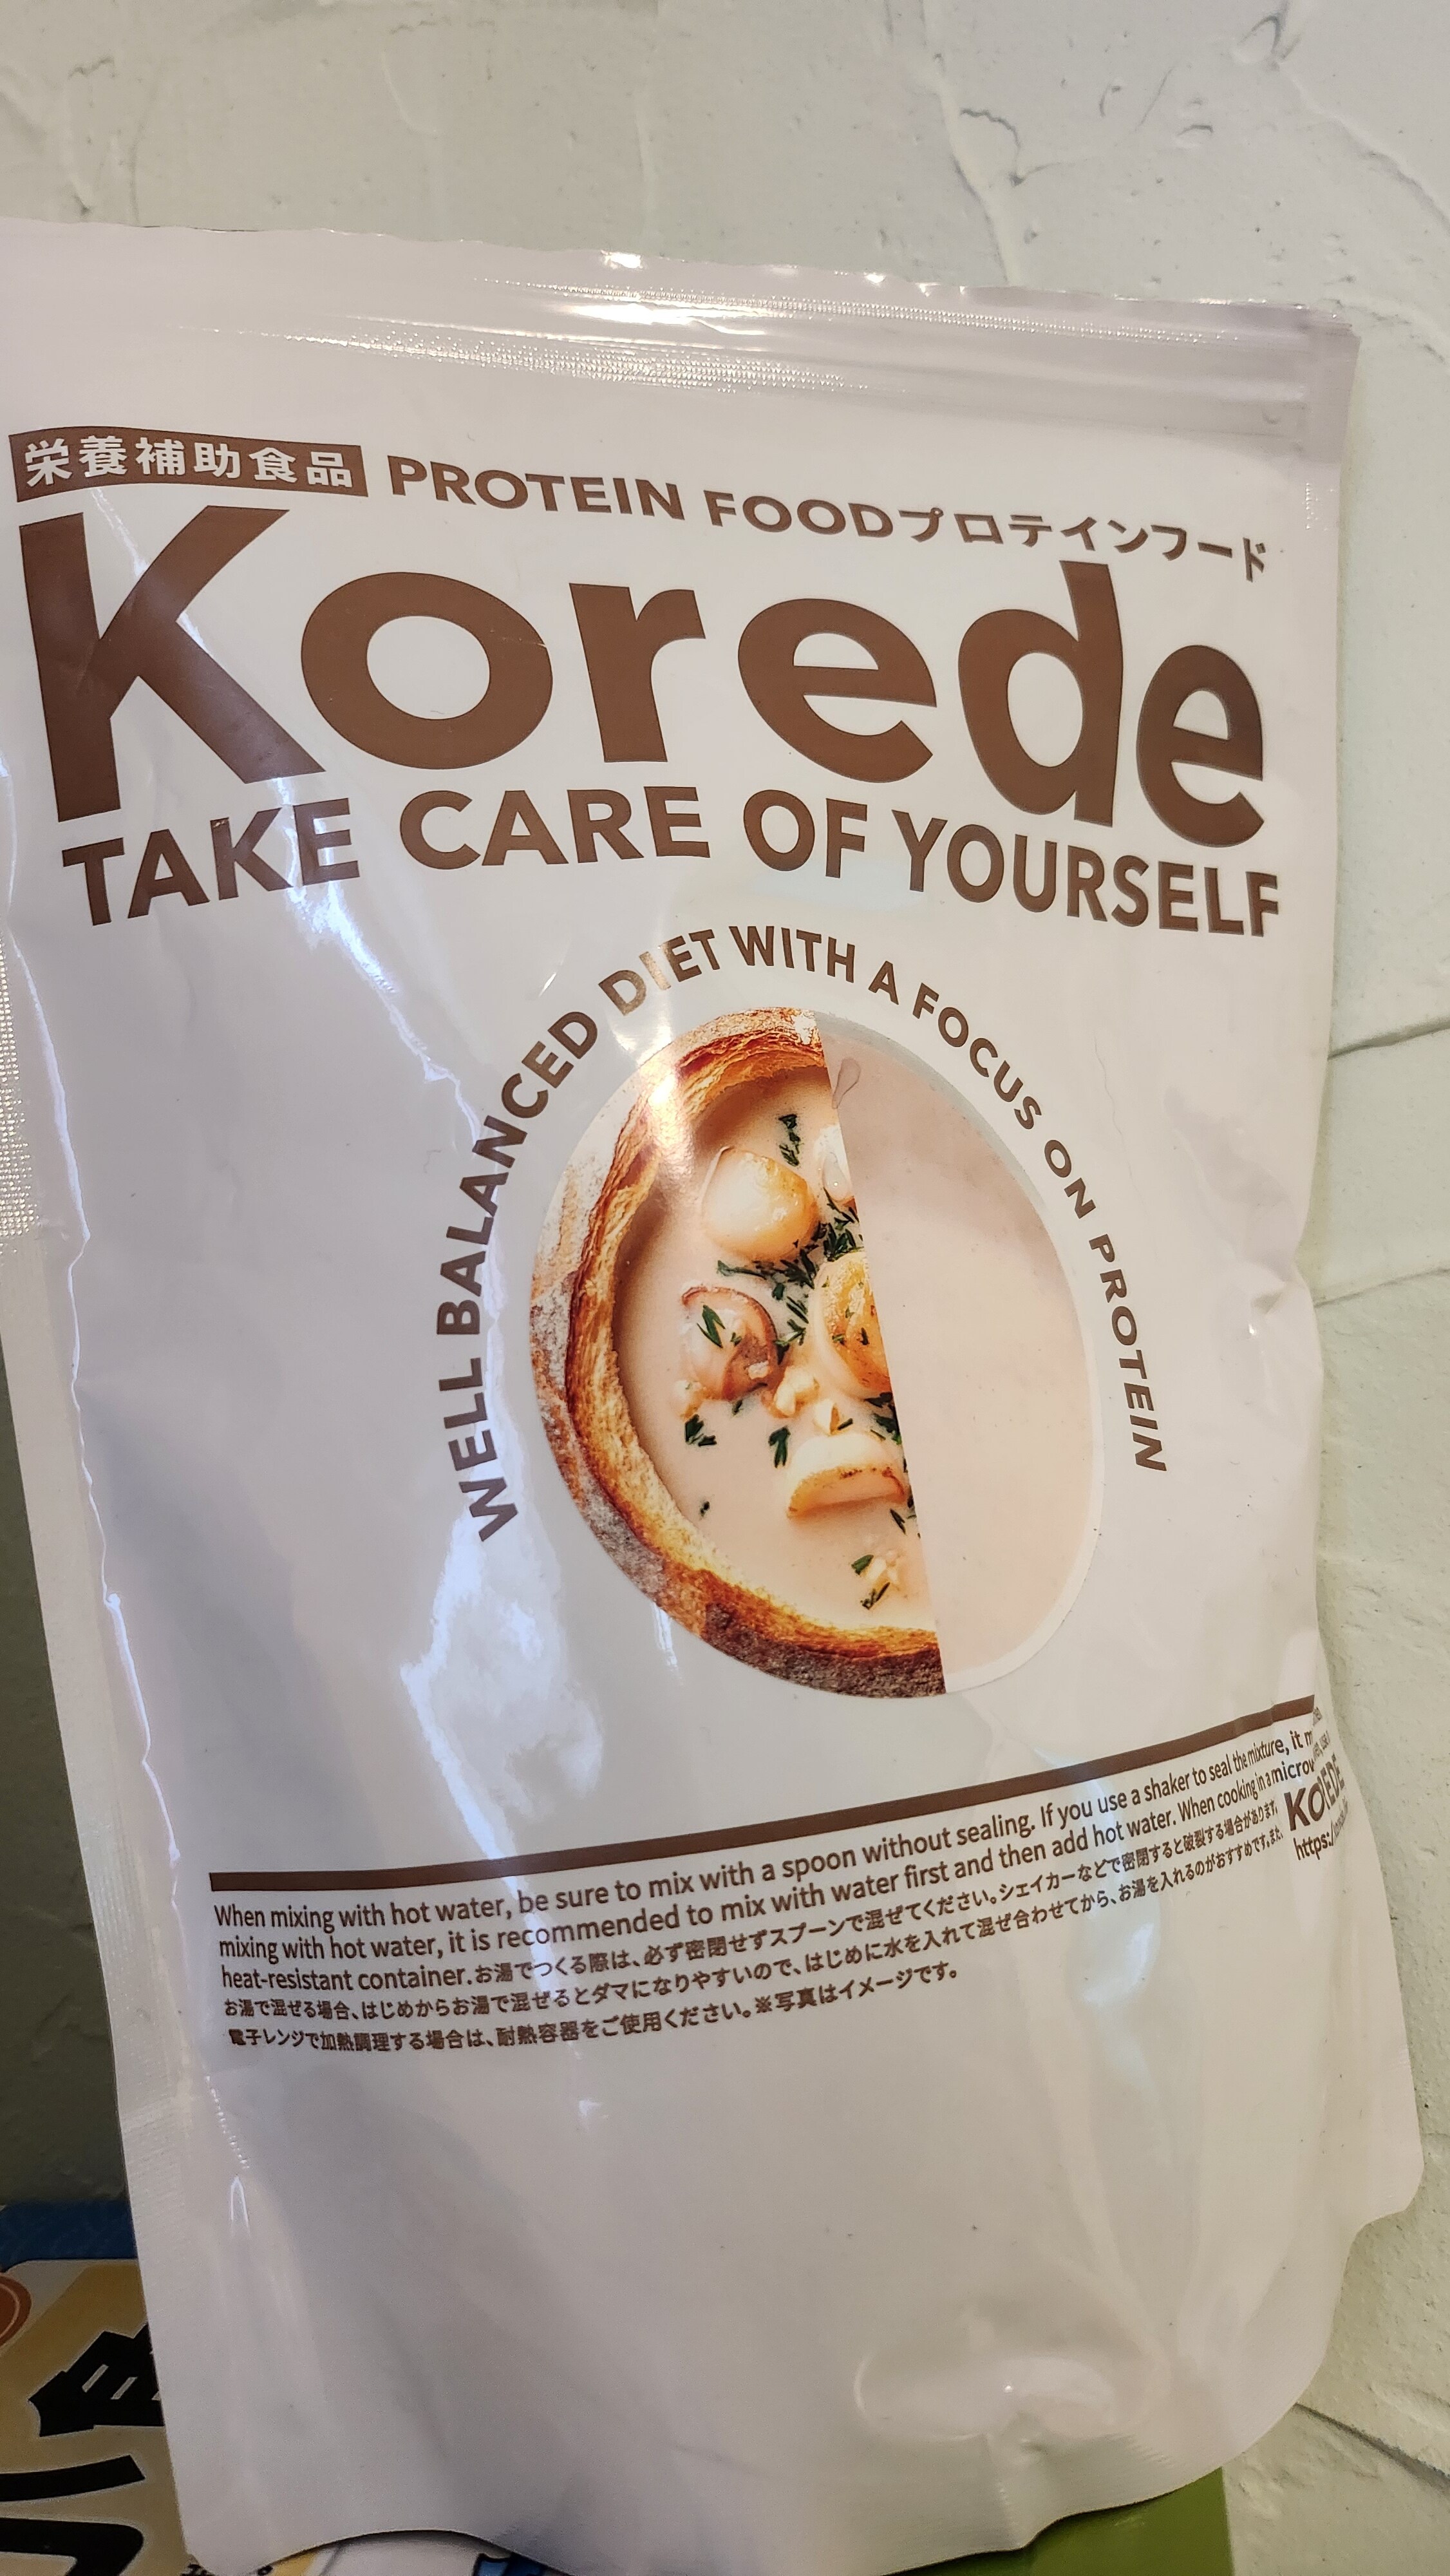 栄養補助食品 PROTEIN FOODプロテインフード
Korede
TAKE CARE OF YOURSELF
WELL BALANCED DIET WITH A FOCUS ON PROTEIN
When mixing with hot water, be sure to mix with a spoon without sealing. If you use a shaker to seal the mixture, it
mixing with hot water, it is recommended to mix with water first and then add hot water. When cooking in a
heat-resistant container.お湯でつくる際は、必ず密閉せずスプーンで混ぜてください。シェイカーなどで密閉すると破裂する場合があります。
お湯で混ぜる場合、はじめからお湯で混ぜるとダマになりやすいので、はじめに水を入れて混ぜ合わせてから、お湯を入れるのがおすすめです。また、
電子レンジで加熱調理する場合は、耐熱容器をご使用ください。※写真はイメージです。
KOREDE
https:/